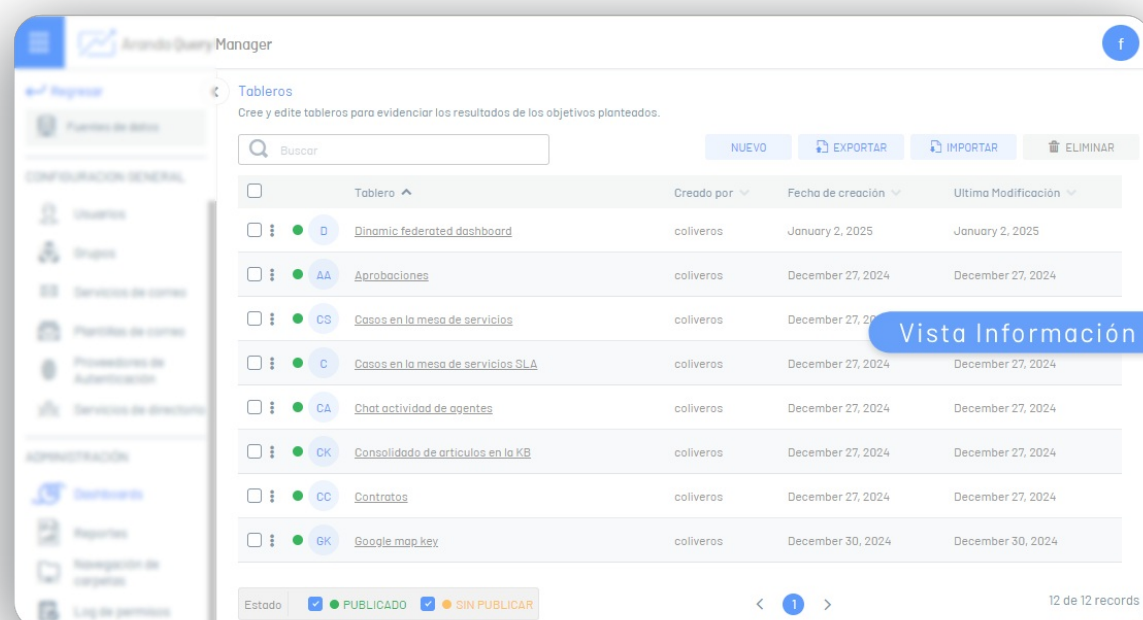 Aranda Query Manager
f
Regresar
Tableros
Cree y edite tableros para evidenciar los resultados de los objetivos planteados.
Fuentes de datos
Buscar
NUEVO EXPORTAR IMPORTAR ELIMINAR
CONFIGURACIÓN GENERAL
Tablero Creado por Fecha de creación Ultima Modificación
Usuarios
D Dinamic federated dashboard coliveros January 2, 2025 January 2, 2025
Grupos
AA Aprobaciones coliveros December 27, 2024 December 27, 2024
Servicios de correo
CS Casos en la mesa de servicios coliveros December 27, 2
Vista Información
Plantillas de correo
C Casos en la mesa de servicios SLA coliveros December 27, 2024 December 27, 2024
Proveedores de
Autenticación
CA Chat actividad de agentes coliveros December 27, 2024 December 27, 2024
Servicios de directorio
ADMINISTRACIÓN
CK Consolidado de articulos en la KB coliveros December 27, 2024 December 27, 2024
Dashboards
CC Contratos coliveros December 27, 2024 December 27, 2024
Reportes
GK Google map key coliveros December 30, 2024 December 30, 2024
Navegación de
carpetas
Log de permisos
Estado PUBLICADO SIN PUBLICAR
1
12 de 12 records